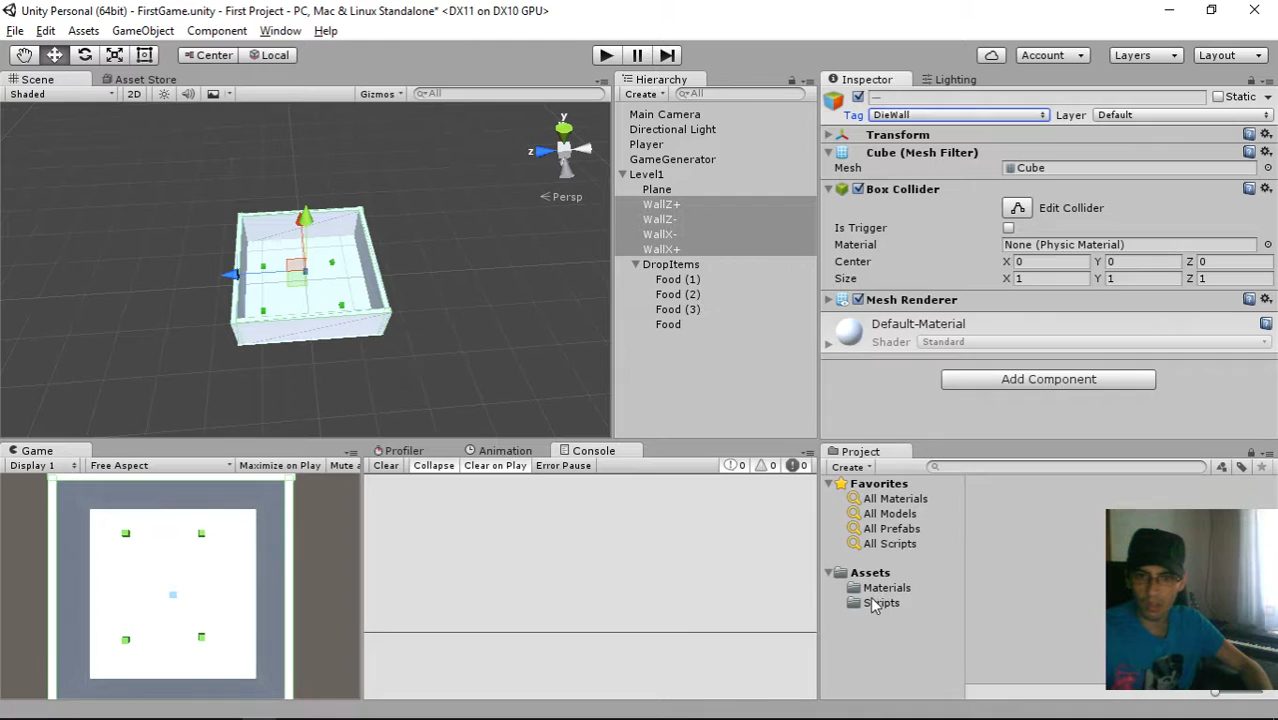 Unity Personal (64bit) - FirstGame.unity - First Project - PC, Mac & Linux Standalone* <DX11 on DX10 GPU>
File Edit Assets GameObject Component Window Help
Center Local Account Layers Layout
Scene Asset Store
Shaded 2D Gizmos All
y
z
Persp
Hierarchy
Create All
Main Camera
Directional Light
Player
GameGenerator
Level1
Plane
WallZ+
WallZ-
WallX-
WallX+
DropItems
Food (1)
Food (2)
Food (3)
Food
Inspector Lighting
— Static
Tag DieWall Layer Default
Transform
Cube (Mesh Filter)
Mesh Cube
Box Collider
Edit Collider
Is Trigger
Material None (Physic Material)
Center X 0 Y 0 Z 0
Size X 1 Y 1 Z 1
Mesh Renderer
Default-Material
Shader Standard
Add Component
Game
Display 1 Free Aspect Maximize on Play Mute a
Profiler Animation Console
Clear Collapse Clear on Play Error Pause 0 0 0
Project
Create
Favorites
All Materials
All Models
All Prefabs
All Scripts
Assets
Materials
Scripts